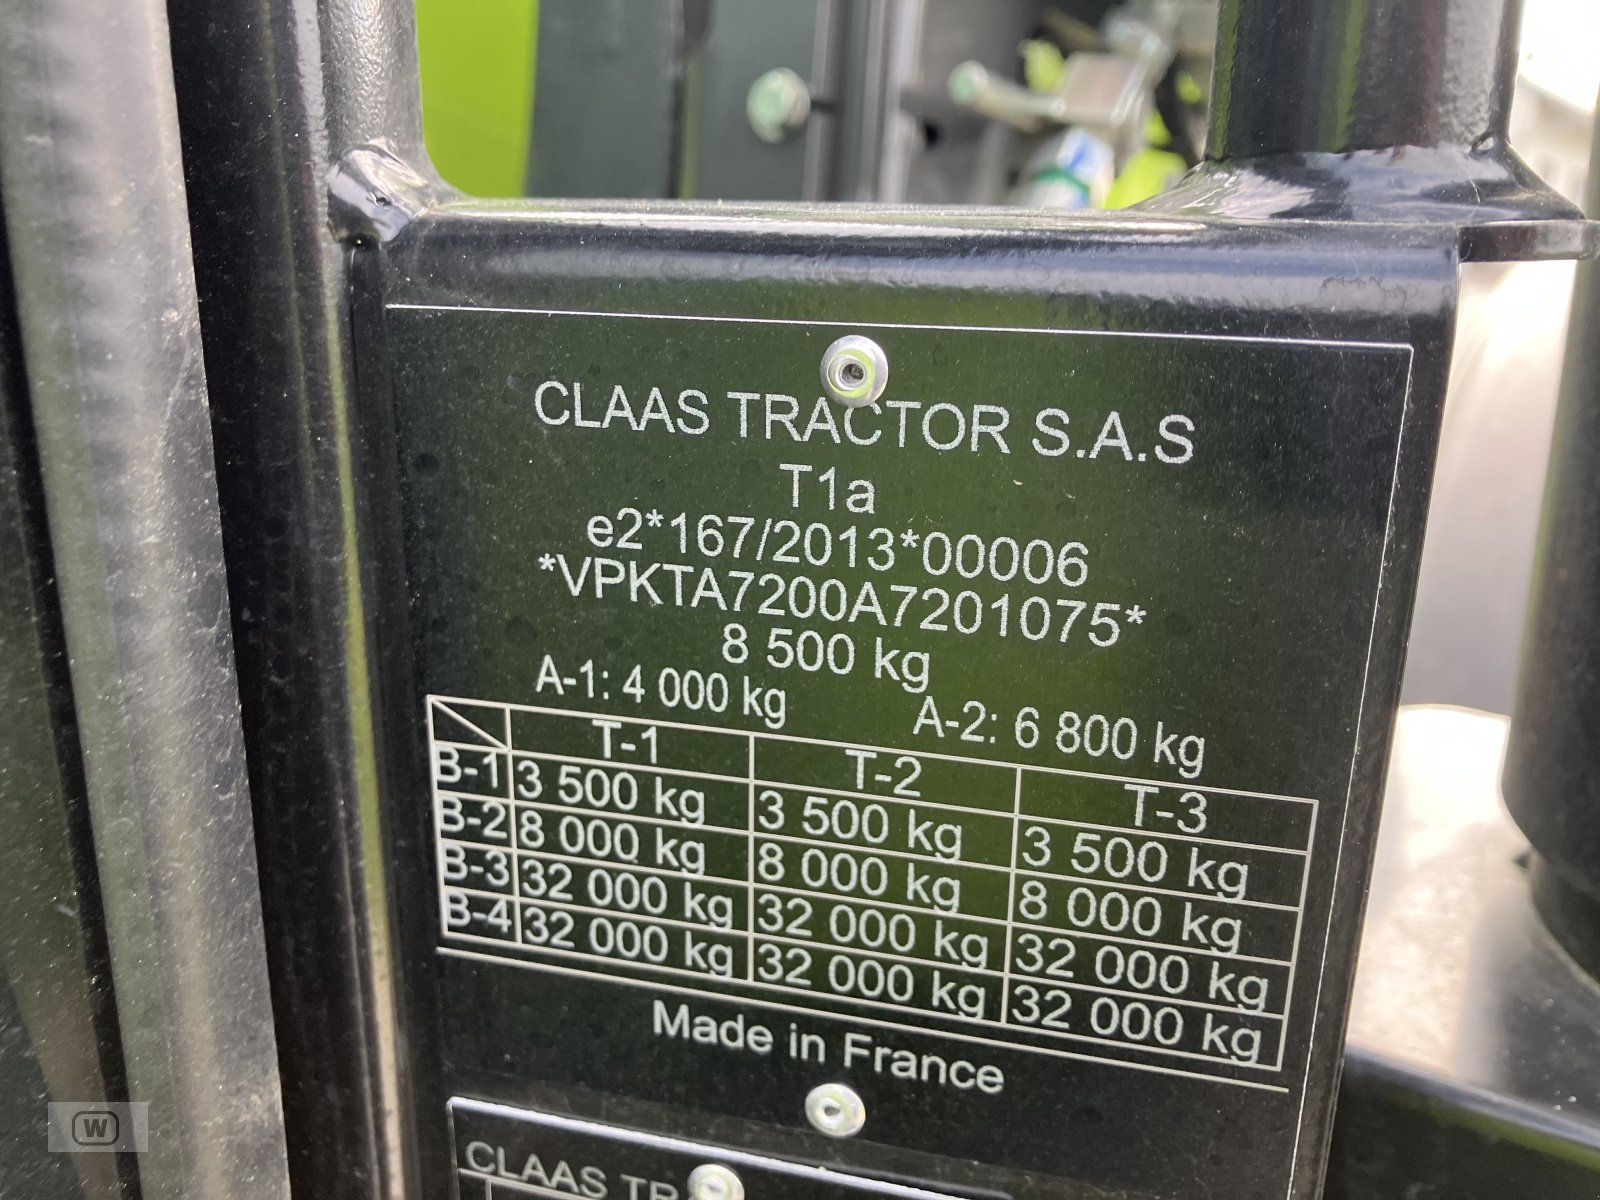 CLAAS TRACTOR S.A.S
T1a
e2*167/2013*00006
*VPKTA7200A7201075*
8 500 kg
A-1: 4 000 kg A-2: 6 800 kg
T-1 T-2 T-3
B-1 3 500 kg 3 500 kg 3 500 kg
B-2 8 000 kg 8 000 kg 8 000 kg
B-3 32 000 kg 32 000 kg 32 000 kg
B-4 32 000 kg 32 000 kg 32 000 kg
Made in France
CLAAS TR
W